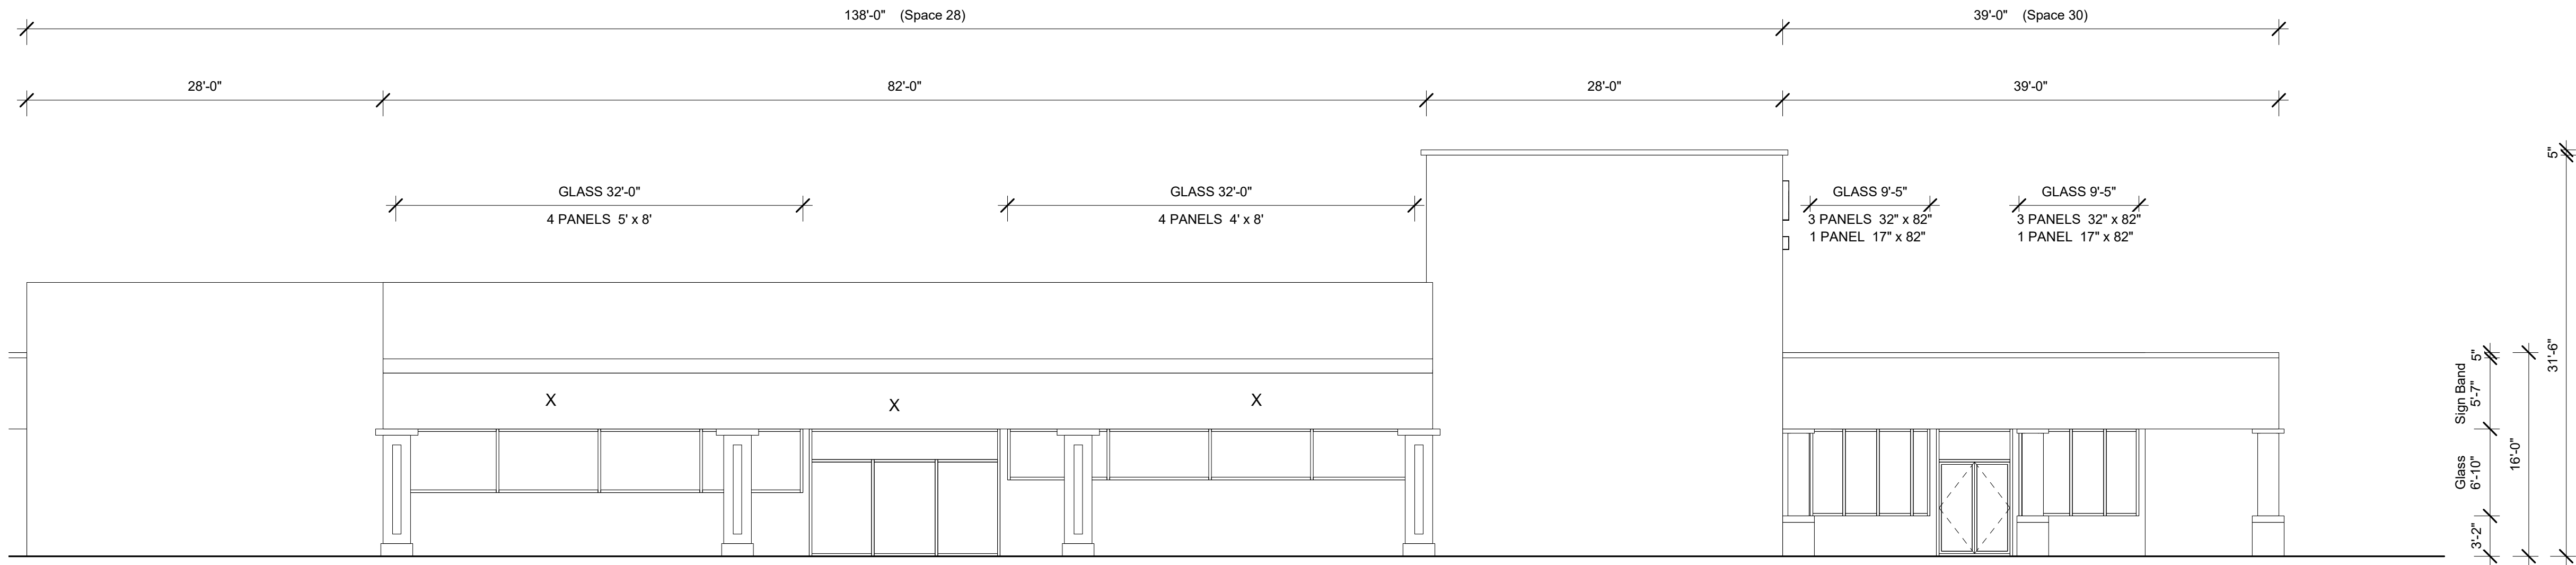 138'-0" (Space 28)
39'-0" (Space 30)
28'-0"
82'-0"
28'-0"
39'-0"
GLASS 32'-0"
4 PANELS 5' x 8'
GLASS 32'-0"
4 PANELS 4' x 8'
GLASS 9'-5"
3 PANELS 32" x 82"
1 PANEL 17" x 82"
GLASS 9'-5"
3 PANELS 32" x 82"
1 PANEL 17" x 82"
5"
31'-6"
5"
Sign Band
5'-7"
Glass
6'-10"
16'-0"
3'-2"
X
X
X